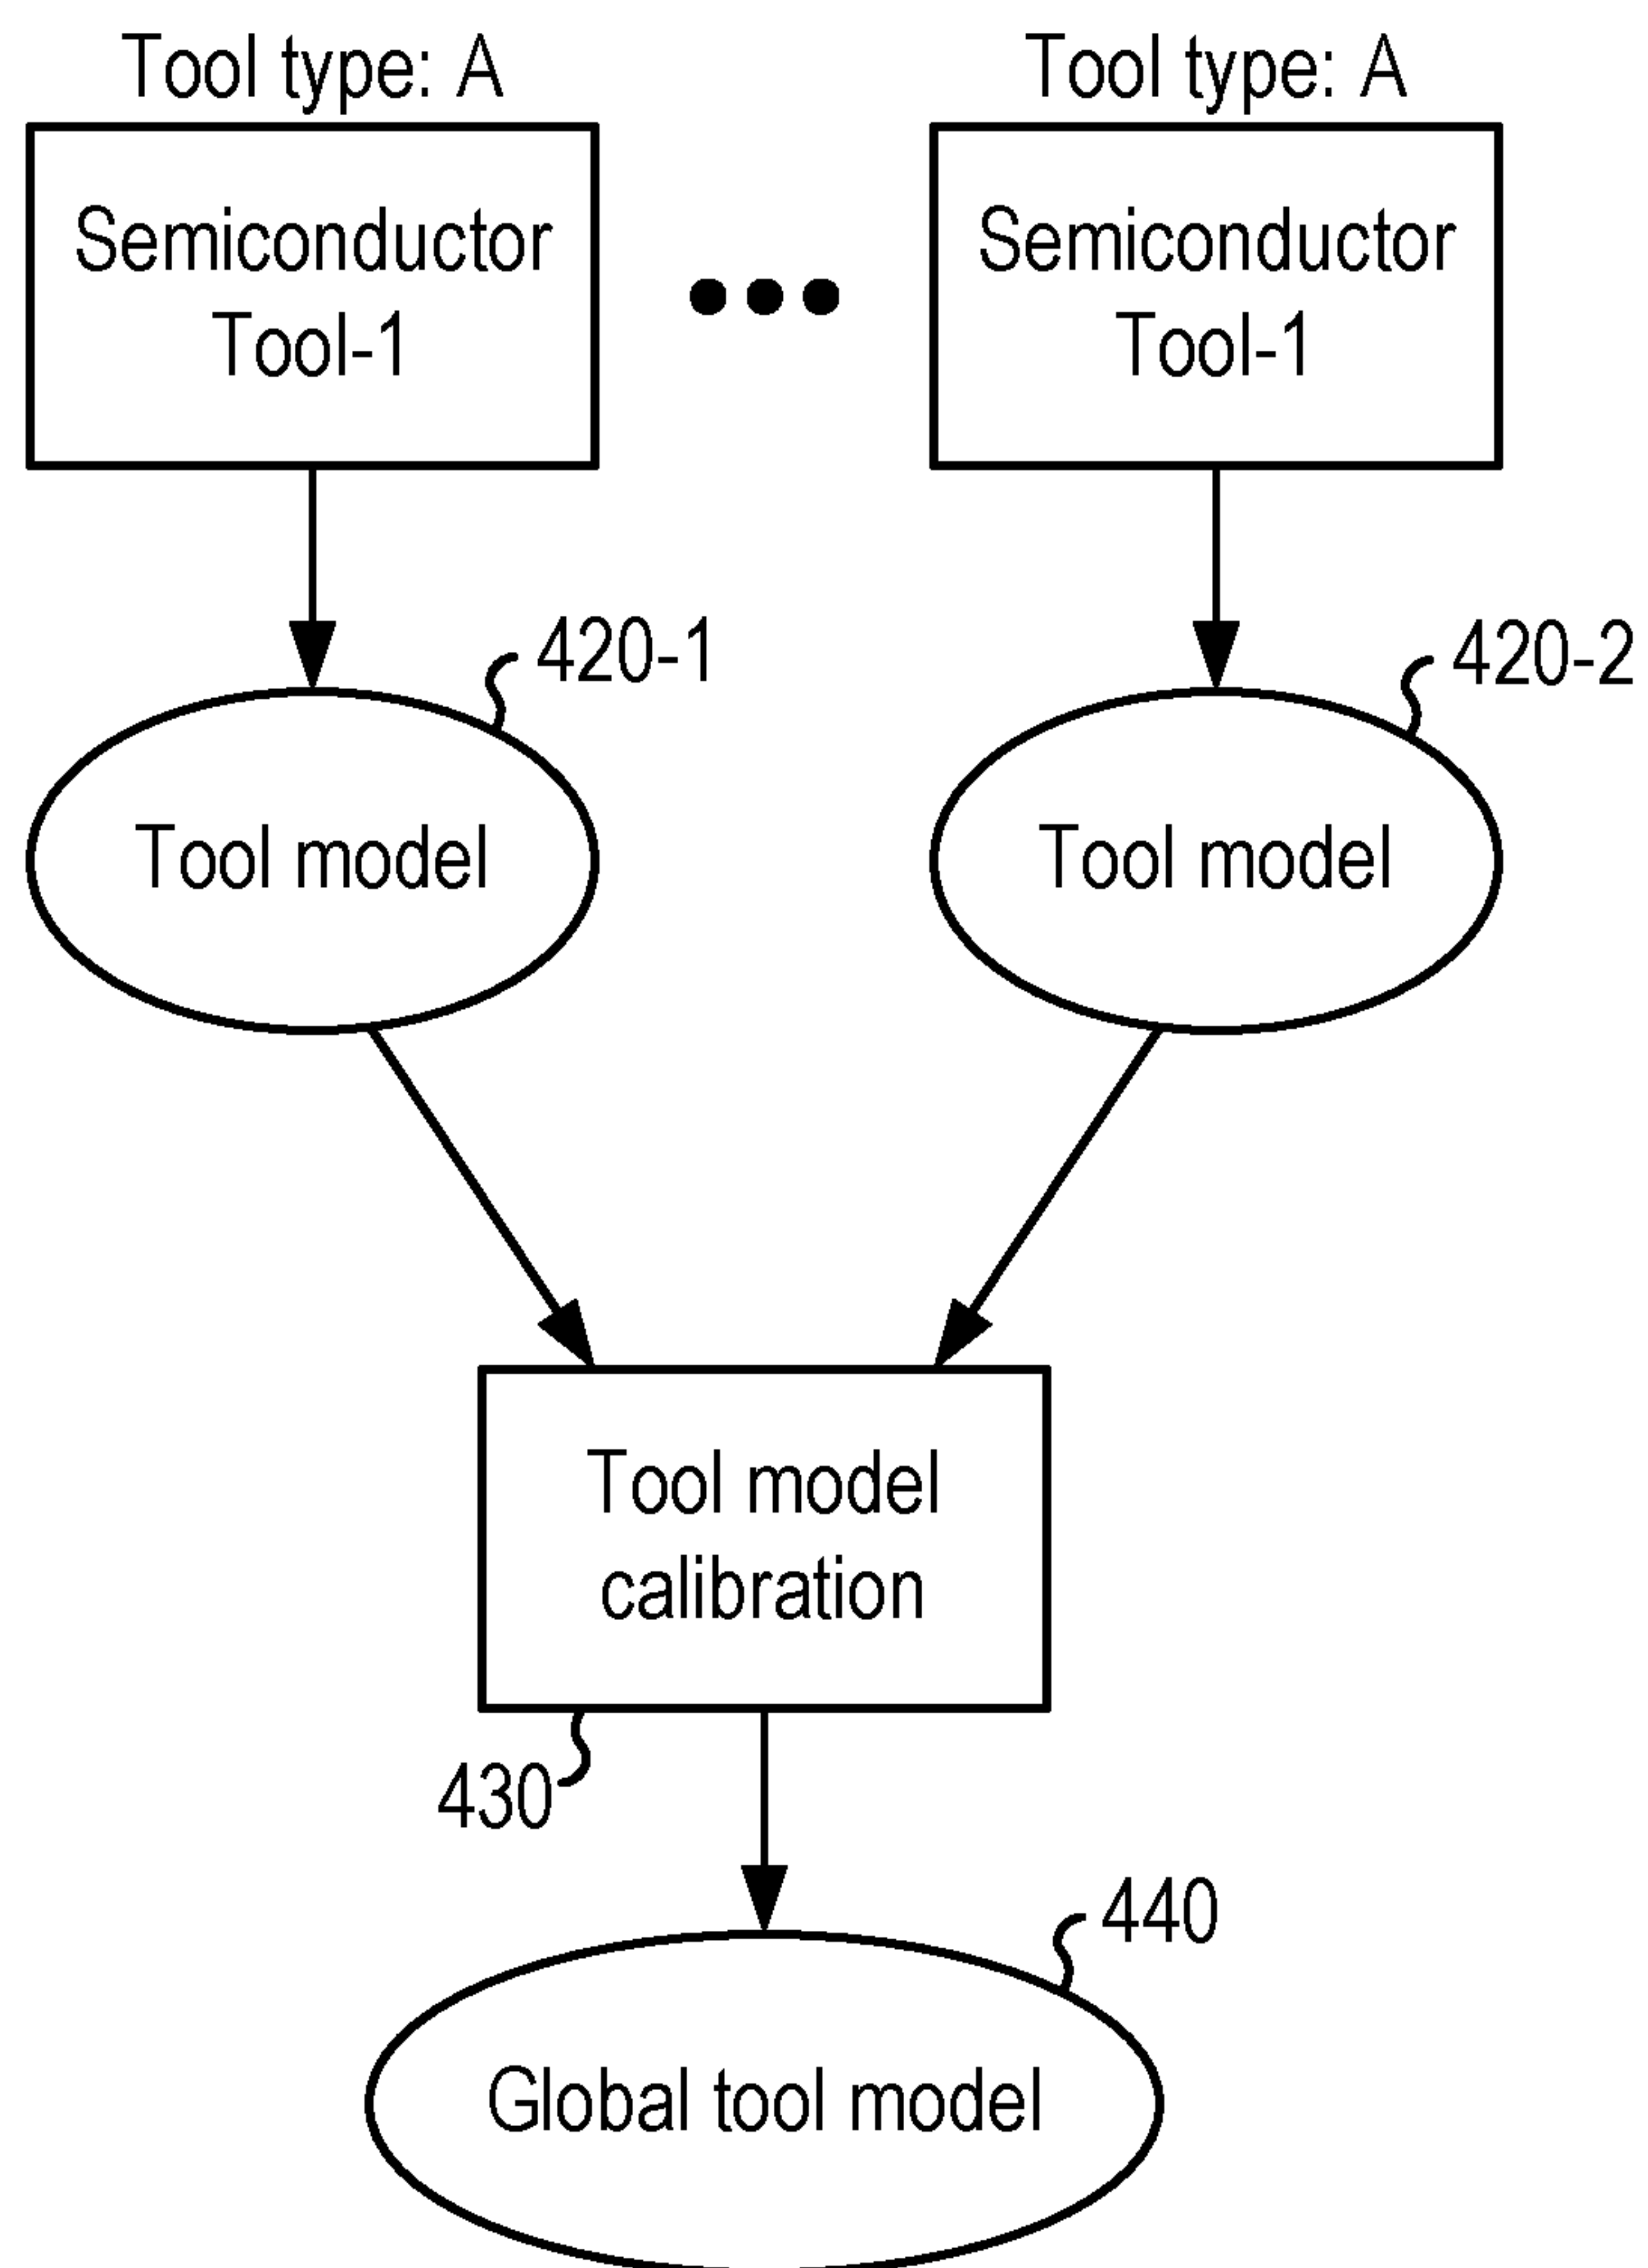 Tool type: A
Tool type: A
Semiconductor
Tool-1
Semiconductor
Tool-1
420-1
420-2
Tool model
Tool model
Tool model
calibration
430
440
Global tool model